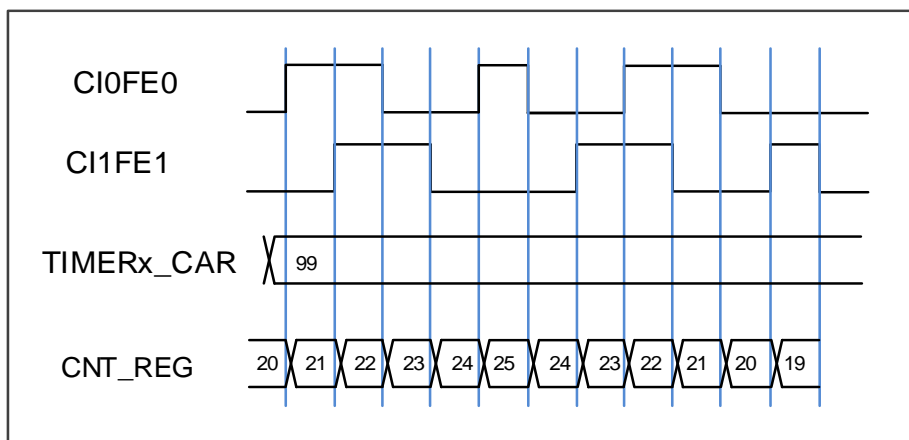 CI0FE0
CI1FE1
TIMERx_CAR 99
CNT_REG 20 21 22 23 24 25 24 23 22 21 20 19